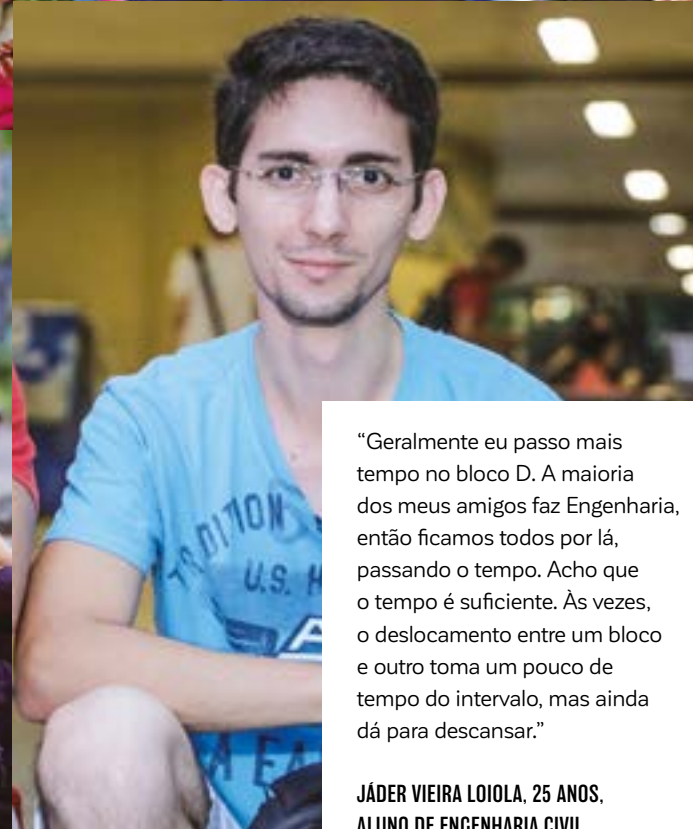 TRADITION
U.S.
“Geralmente eu passo mais
tempo no bloco D. A maioria
dos meus amigos faz Engenharia,
então ficamos todos por lá,
passando o tempo. Acho que
o tempo é suficiente. Às vezes,
o deslocamento entre um bloco
e outro toma um pouco de
tempo do intervalo, mas ainda
dá para descansar.”
JÁDER VIEIRA LOIOLA, 25 ANOS,
ALUNO DE ENGENHARIA CIVIL